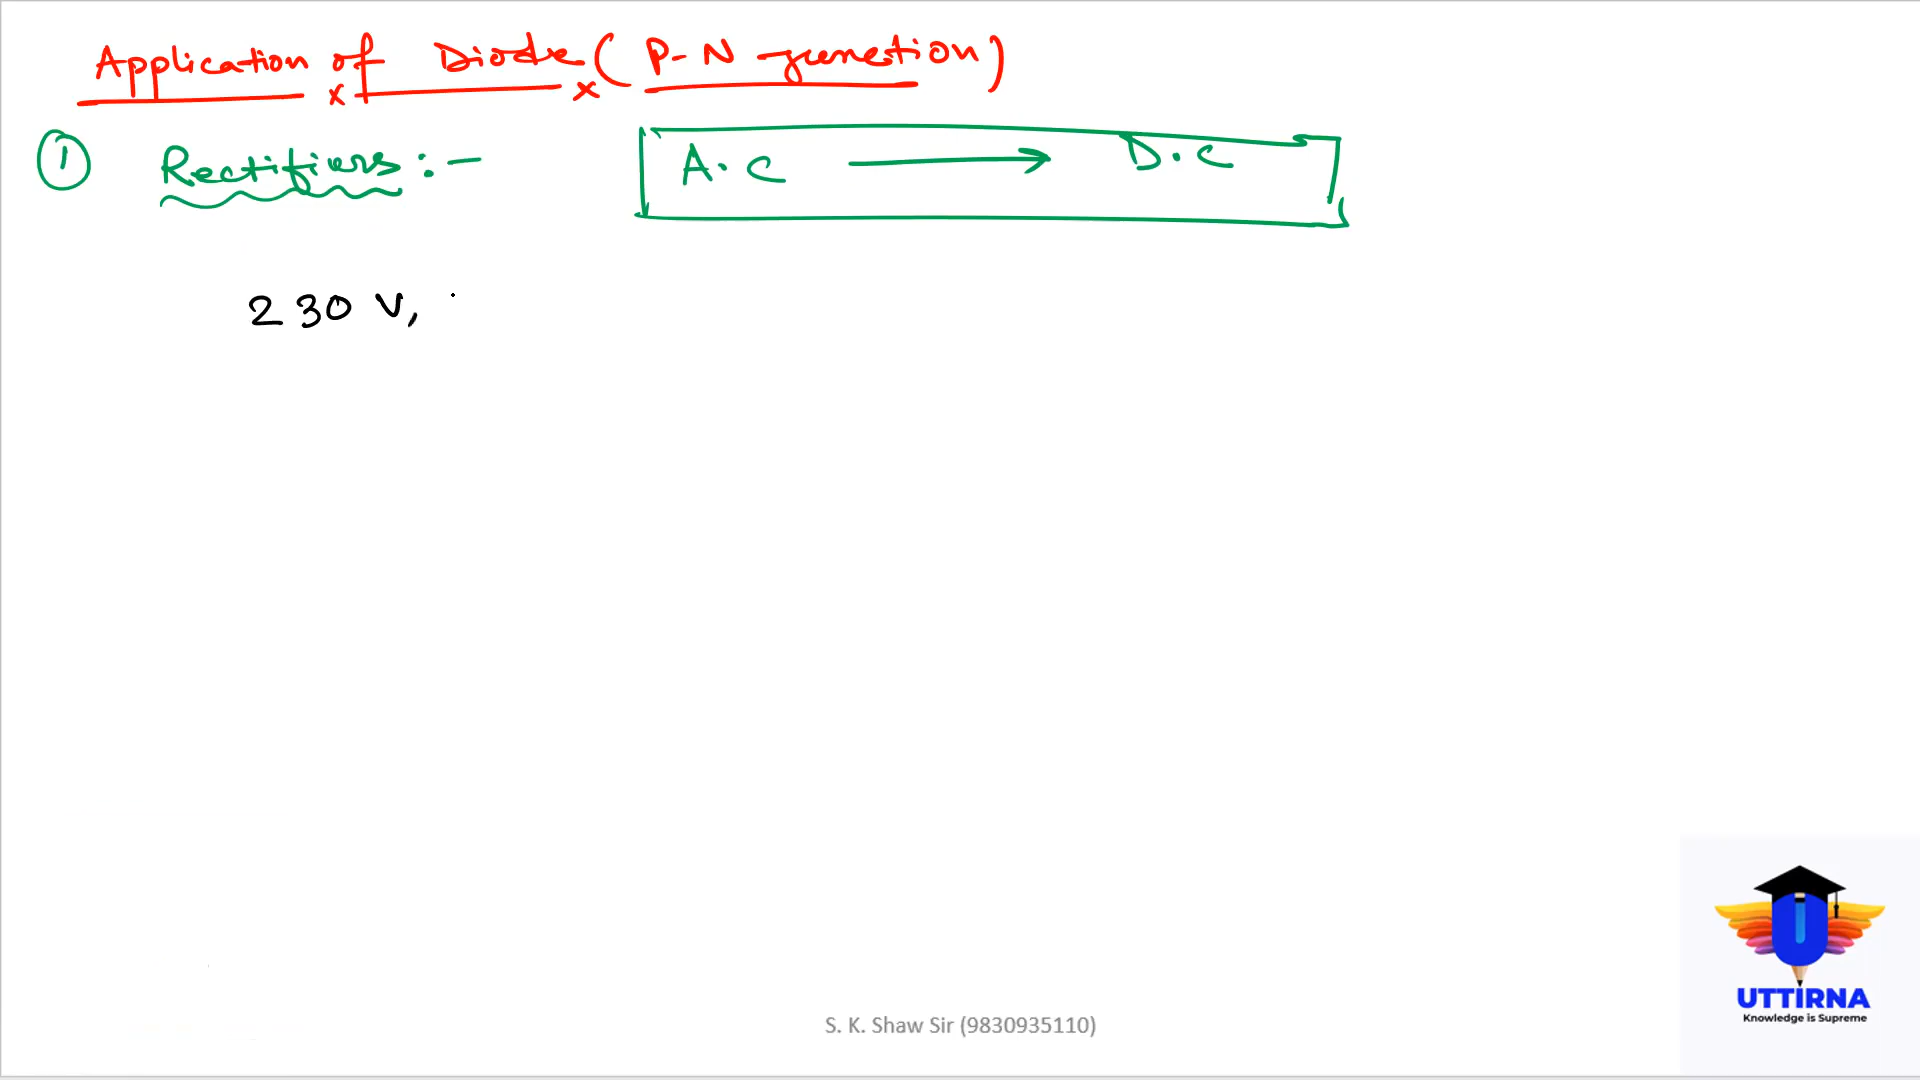 Application of Diode (P-N junction)
① Rectifiers :-
A.C → D.C
230 V,
UTTIRNA
Knowledge is Supreme
S. K. Shaw Sir (9830935110)